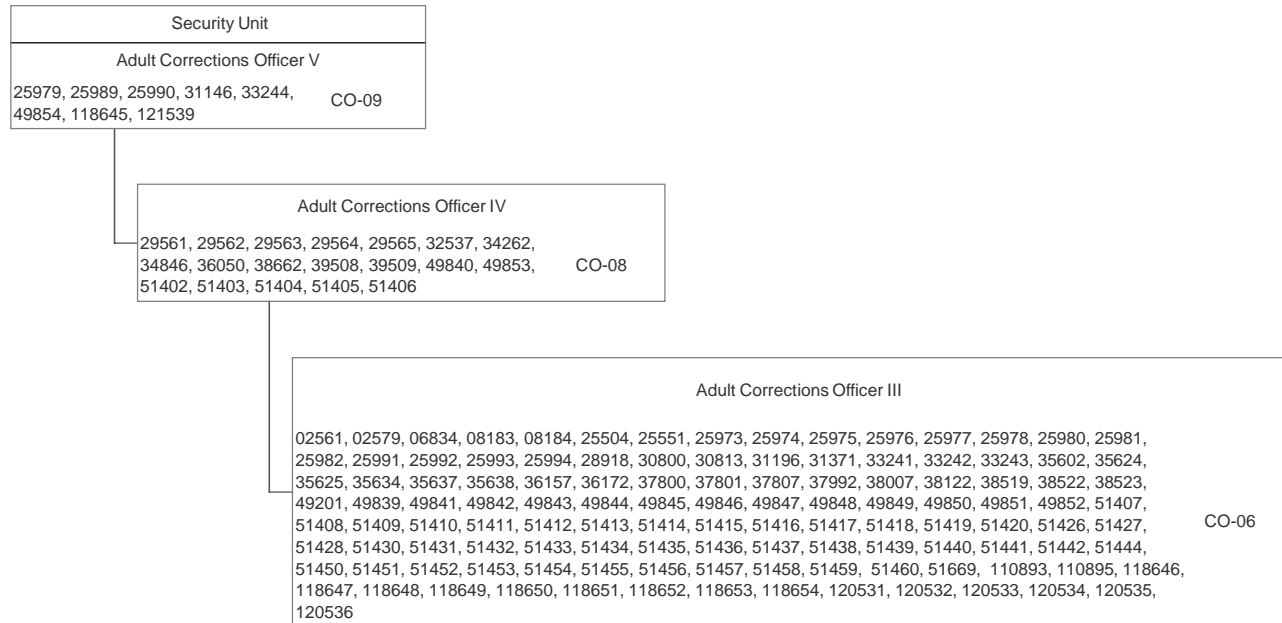 Security Unit
Adult Corrections Officer V
25979, 25989, 25990, 31146, 33244,
49854, 118645, 121539
CO-09
Adult Corrections Officer IV
29561, 29562, 29563, 29564, 29565, 32537, 34262,
34846, 36050, 38662, 39508, 39509, 49840, 49853,
51402, 51403, 51404, 51405, 51406
CO-08
Adult Corrections Officer III
02561, 02579, 06834, 08183, 08184, 25504, 25551, 25973, 25974, 25975, 25976, 25977, 25978, 25980, 25981,
25982, 25991, 25992, 25993, 25994, 28918, 30800, 30813, 31196, 31371, 33241, 33242, 33243, 35602, 35624,
35625, 35634, 35637, 35638, 36157, 36172, 37800, 37801, 37807, 37992, 38007, 38122, 38519, 38522, 38523,
49201, 49839, 49841, 49842, 49843, 49844, 49845, 49846, 49847, 49848, 49849, 49850, 49851, 49852, 51407,
51408, 51409, 51410, 51411, 51412, 51413, 51414, 51415, 51416, 51417, 51418, 51419, 51420, 51426, 51427,
51428, 51430, 51431, 51432, 51433, 51434, 51435, 51436, 51437, 51438, 51439, 51440, 51441, 51442, 51444,
51450, 51451, 51452, 51453, 51454, 51455, 51456, 51457, 51458, 51459, 51460, 51669, 110893, 110895, 118646,
118647, 118648, 118649, 118650, 118651, 118652, 118653, 118654, 120531, 120532, 120533, 120534, 120535,
120536
CO-06